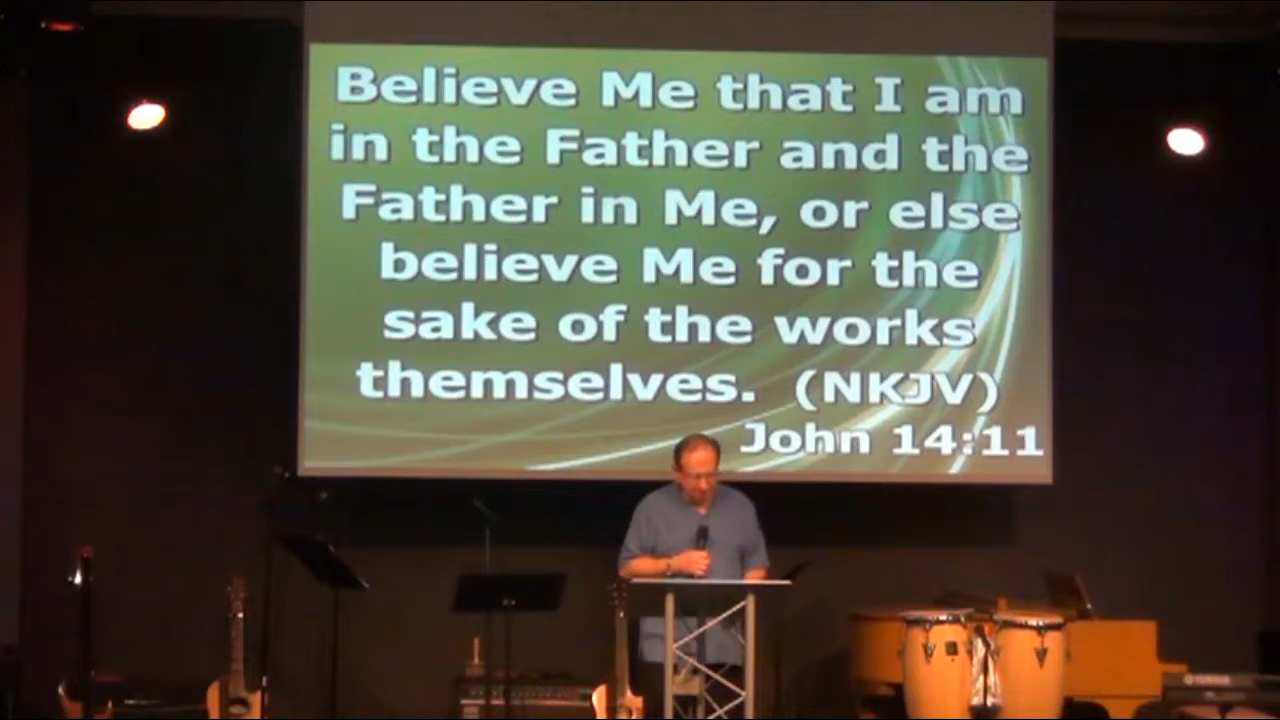 Believe Me that I am
in the Father and the
Father in Me, or else
believe Me for the
sake of the works
themselves. (NKJV)
John 14:11
YAMAHA